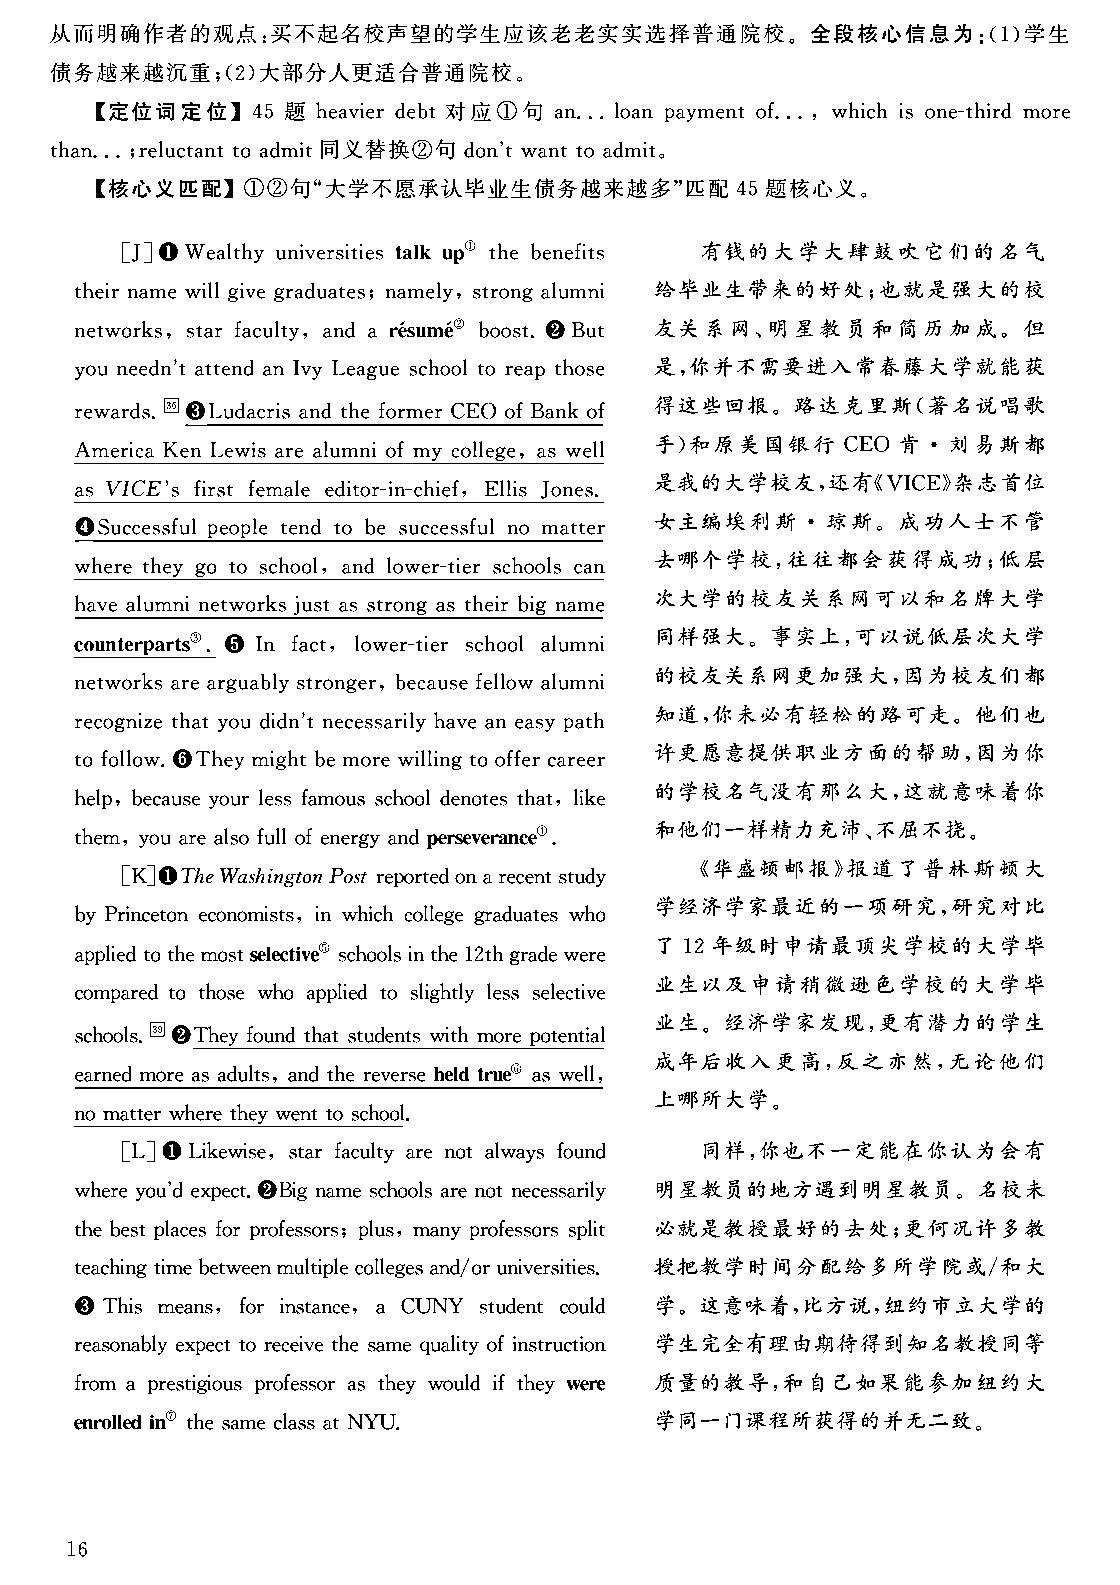 从而明确作者的观点:买不起名校声望的学生应该老老实实选择普通院校。全段核心信息为:(1)学生
债务越来越沉重;(2)大部分人更适合普通院校。
【定位词定位】45 题 heavier debt 对应①句 an... loan payment of..., which is one-third more
than...;reluctant to admit 同义替换②句 don't want to admit。
【核心义匹配】①②句“大学不愿承认毕业生债务越来越多”匹配 45 题核心义。
[J]❶ Wealthy universities talk up① the benefits
their name will give graduates; namely, strong alumni
networks, star faculty, and a résumé② boost. ❷ But
you needn't attend an Ivy League school to reap those
rewards. 36 ❸Ludacris and the former CEO of Bank of
America Ken Lewis are alumni of my college, as well
as VICE's first female editor-in-chief, Ellis Jones.
❹Successful people tend to be successful no matter
where they go to school, and lower-tier schools can
have alumni networks just as strong as their big name
counterparts③. ❺ In fact, lower-tier school alumni
networks are arguably stronger, because fellow alumni
recognize that you didn't necessarily have an easy path
to follow. ❻They might be more willing to offer career
help, because your less famous school denotes that, like
them, you are also full of energy and perseverance④.
[K]❶The Washington Post reported on a recent study
by Princeton economists, in which college graduates who
applied to the most selective⑤ schools in the 12th grade were
compared to those who applied to slightly less selective
schools. 39 ❷They found that students with more potential
earned more as adults, and the reverse held true⑥ as well,
no matter where they went to school.
[L]❶ Likewise, star faculty are not always found
where you'd expect. ❷Big name schools are not necessarily
the best places for professors; plus, many professors split
teaching time between multiple colleges and/or universities.
❸ This means, for instance, a CUNY student could
reasonably expect to receive the same quality of instruction
from a prestigious professor as they would if they were
enrolled in⑦ the same class at NYU.
有钱的大学大肆鼓吹它们的名气
给毕业生带来的好处;也就是强大的校
友关系网、明星教员和简历加成。但
是,你并不需要进入常春藤大学就能获
得这些回报。路达克里斯(著名说唱歌
手)和原美国银行 CEO 肯·刘易斯都
是我的大学校友,还有《VICE》杂志首位
女主编埃利斯·琼斯。成功人士不管
去哪个学校,往往都会获得成功;低层
次大学的校友关系网可以和名牌大学
同样强大。事实上,可以说低层次大学
的校友关系网更加强大,因为校友们都
知道,你未必有轻松的路可走。他们也
许更愿意提供职业方面的帮助,因为你
的学校名气没有那么大,这就意味着你
和他们一样精力充沛、不屈不挠。
《华盛顿邮报》报道了普林斯顿大
学经济学家最近的一项研究,研究对比
了 12 年级时申请最顶尖学校的大学毕
业生以及申请稍微逊色学校的大学毕
业生。经济学家发现,更有潜力的学生
成年后收入更高,反之亦然,无论他们
上哪所大学。
同样,你也不一定能在你认为会有
明星教员的地方遇到明星教员。名校未
必就是教授最好的去处;更何况许多教
授把教学时间分配给多所学院或/和大
学。这意味着,比方说,纽约市立大学的
学生完全有理由期待得到知名教授同等
质量的教导,和自己如果能参加纽约大
学同一门课程所获得的并无二致。
16